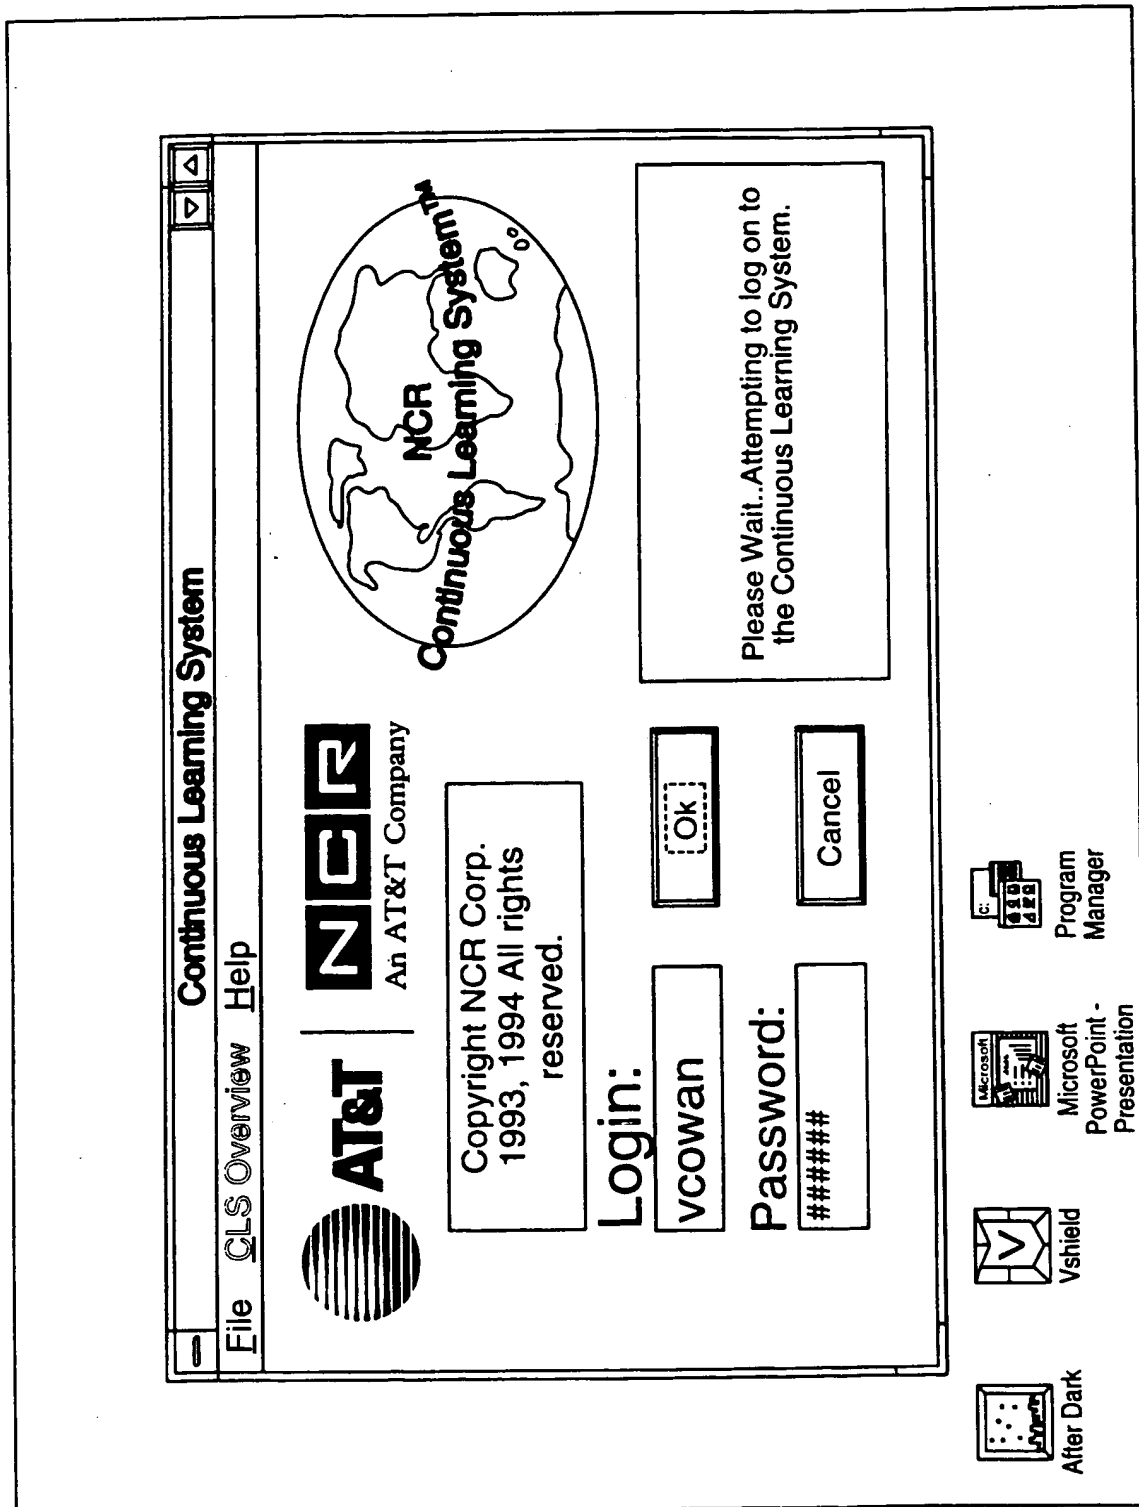 Continuous Learning System
File CLS Overview Help
AT&T
NCR
An AT&T Company
NCR
Continuous Learning System™
Copyright NCR Corp.
1993, 1994 All rights
reserved.
Login:
vcowan
Ok
Password:
######
Cancel
Please Wait..Attempting to log on to
the Continuous Learning System.
After Dark
V
Vshield
Microsoft
Microsoft
PowerPoint -
Presentation
C:
Program
Manager